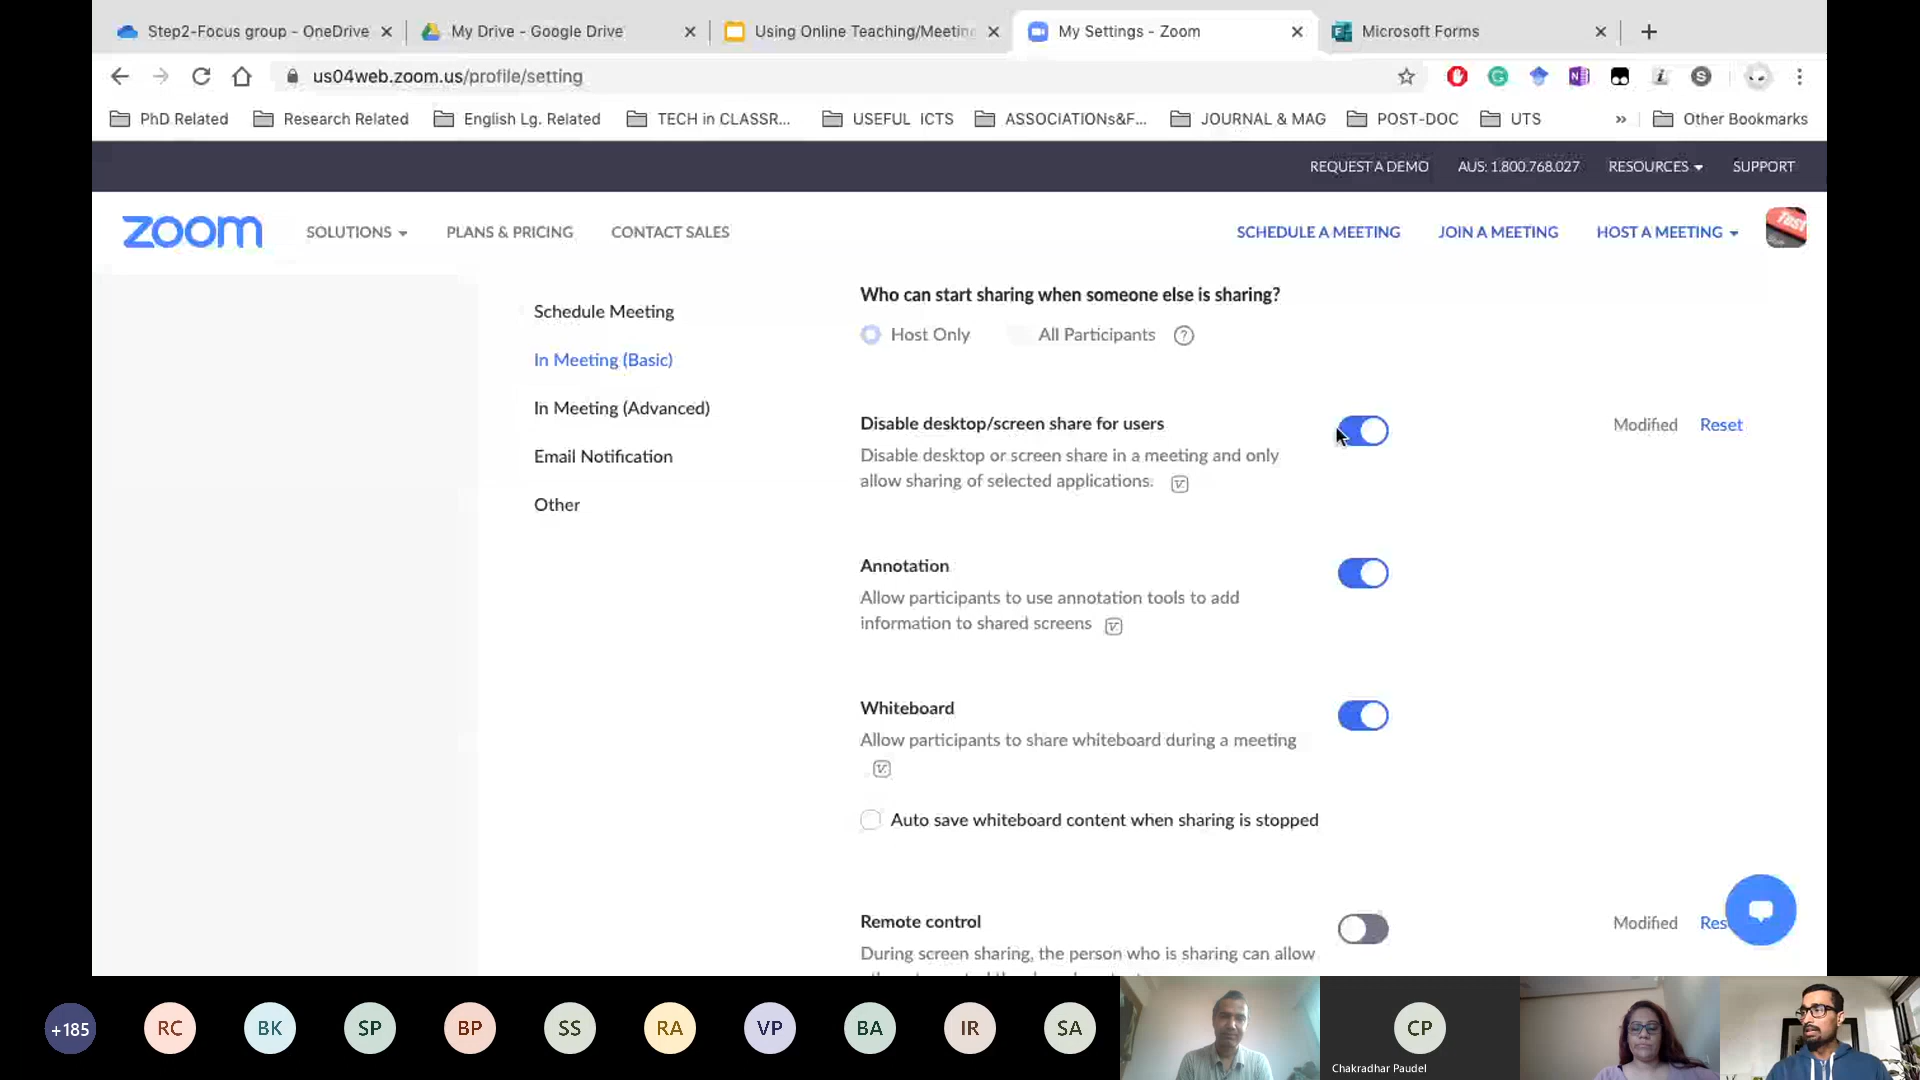 Step2-Focus group - OneDrive
My Drive - Google Drive
Using Online Teaching/Meetin
My Settings - Zoom
Microsoft Forms
us04web.zoom.us/profile/setting
PhD Related
Research Related
English Lg. Related
TECH in CLASSR...
USEFUL ICTS
ASSOCIATIONs&F...
JOURNAL & MAG
POST-DOC
UTS
»
Other Bookmarks
REQUEST A DEMO
AUS: 1.800.768.027
RESOURCES
SUPPORT
zoom
SOLUTIONS
PLANS & PRICING
CONTACT SALES
SCHEDULE A MEETING
JOIN A MEETING
HOST A MEETING
Test
Schedule Meeting
In Meeting (Basic)
In Meeting (Advanced)
Email Notification
Other
Who can start sharing when someone else is sharing?
Host Only
All Participants
?
Disable desktop/screen share for users
Modified
Reset
Disable desktop or screen share in a meeting and only
allow sharing of selected applications.
Annotation
Allow participants to use annotation tools to add
information to shared screens
Whiteboard
Allow participants to share whiteboard during a meeting
Auto save whiteboard content when sharing is stopped
Remote control
Modified
Res
During screen sharing, the person who is sharing can allow
+185
RC
BK
SP
BP
SS
RA
VP
BA
IR
SA
CP
Chakradhar Paudel